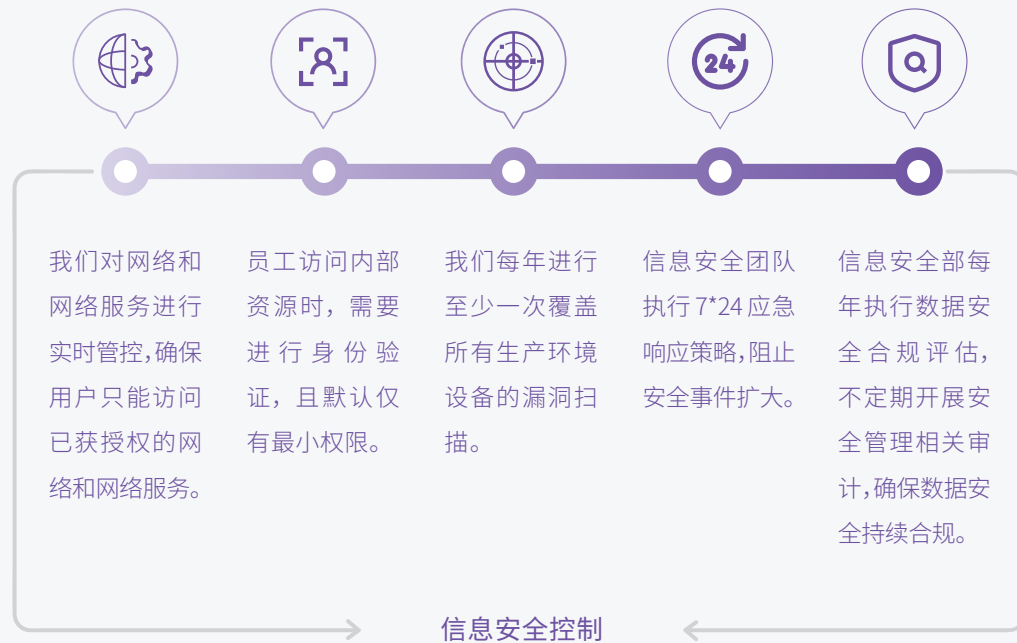 24
我们对网络和
网络服务进行
实时管控，确保
用户只能访问
已获授权的网
络和网络服务。
员工访问内部
资源时，需要
进行身份验
证，且默认仅
有最小权限。
我们每年进行
至少一次覆盖
所有生产环境
设备的漏洞扫
描。
信息安全团队
执行 7*24 应急
响应策略，阻止
安全事件扩大。
信息安全部每
年执行数据安
全合规评估，
不定期开展安
全管理相关审
计，确保数据安
全持续合规。
信息安全控制